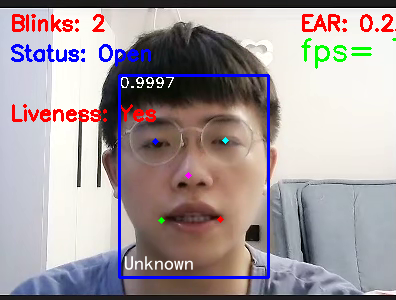 Blinks: 2
EAR: 0.2
Status: Open
fps=
0.9997
Liveness: Yes
Unknown